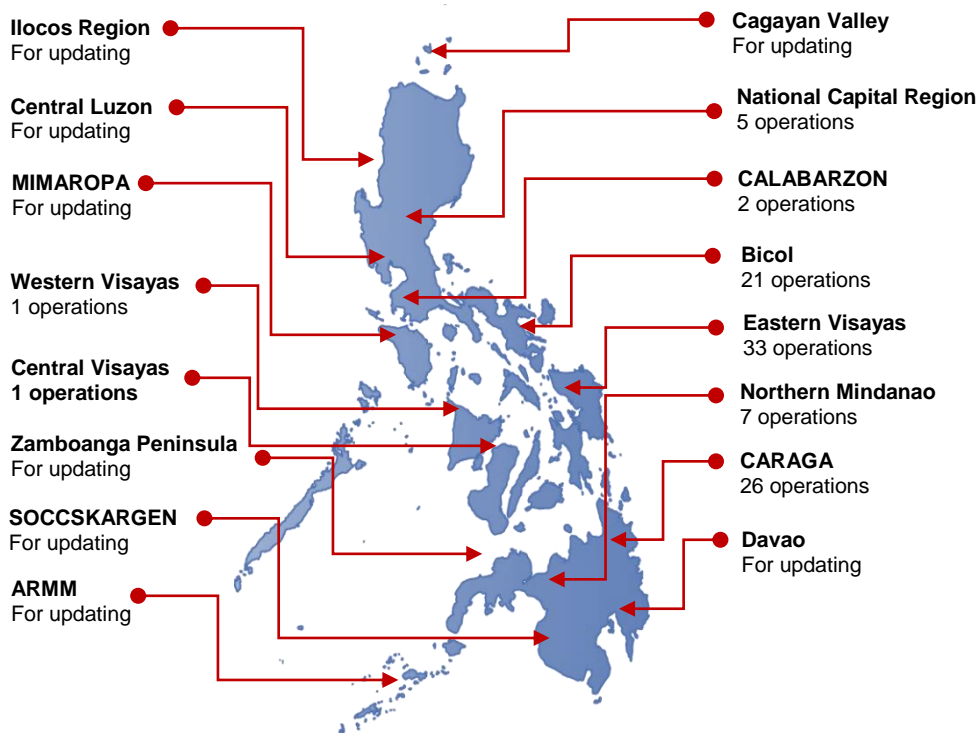 Ilocos Region
For updating
Central Luzon
For updating
MIMAROPA
For updating
Western Visayas
1 operations
Central Visayas
1 operations
Zamboanga Peninsula
For updating
SOCCSKARGEN
For updating
ARMM
For updating
Cagayan Valley
For updating
National Capital Region
5 operations
CALABARZON
2 operations
Bicol
21 operations
Eastern Visayas
33 operations
Northern Mindanao
7 operations
CARAGA
26 operations
Davao
For updating